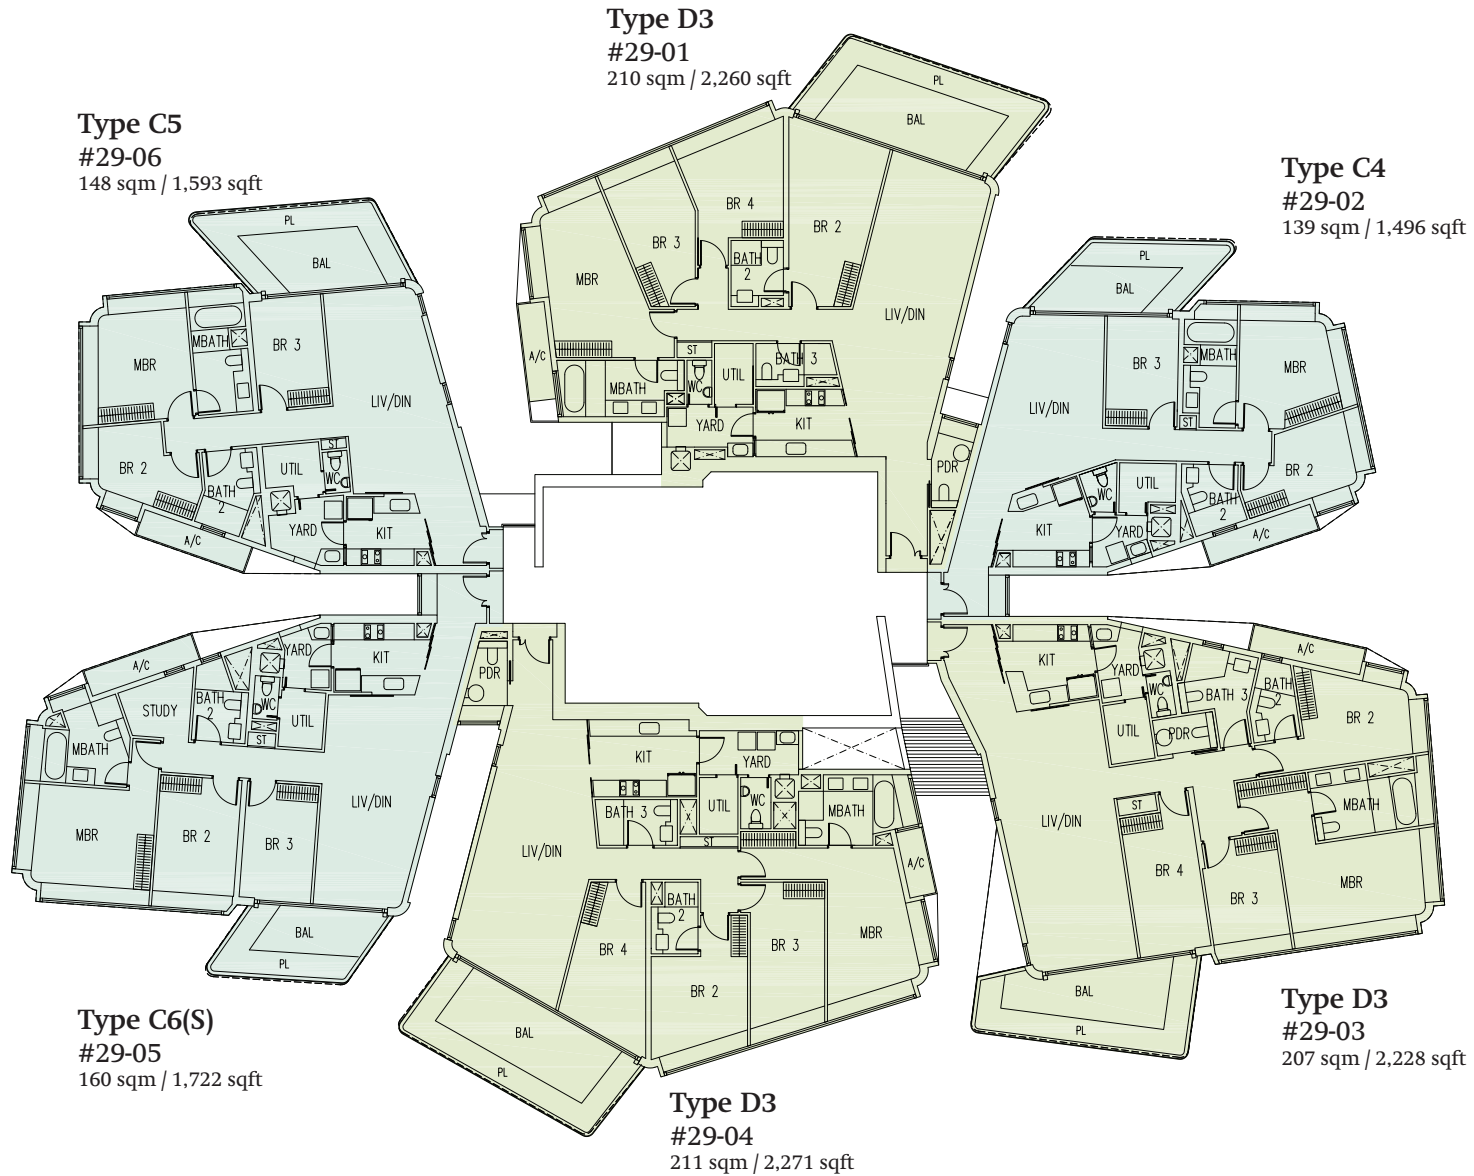 Type D3
#29-01
210 sqm / 2,260 sqft
Type C5
#29-06
148 sqm / 1,593 sqft
Type C4
#29-02
139 sqm / 1,496 sqft
PL
BAL
BR 4
BR 2
BR 3
BATH
2
MBR
LIV/DIN
A/C
ST
BATH 3
UTIL
WC
MBATH
YARD
KIT
PDR
PL
BAL
MBATH
BR 3
MBR
LIV/DIN
BR 2
ST
UTIL
WC
BATH
2
YARD
KIT
A/C
PL
BAL
BR 3
MBATH
MBR
LIV/DIN
ST
BR 2
WC
UTIL
BATH
2
KIT
YARD
A/C
A/C
YARD
KIT
STUDY
BATH
2
WC
UTIL
ST
MBATH
LIV/DIN
MBR
BR 2
BR 3
BAL
PL
PDR
KIT
YARD
UTIL
WC
MBATH
BATH 3
ST
LIV/DIN
A/C
BATH
2
BR 4
BR 3
MBR
BR 2
BAL
PL
A/C
KIT
YARD
WC
BATH 3
BATH
2
BR 2
UTIL
PDR
ST
MBATH
LIV/DIN
BR 4
BR 3
MBR
BAL
PL
Type C6(S)
#29-05
160 sqm / 1,722 sqft
Type D3
#29-03
207 sqm / 2,228 sqft
Type D3
#29-04
211 sqm / 2,271 sqft